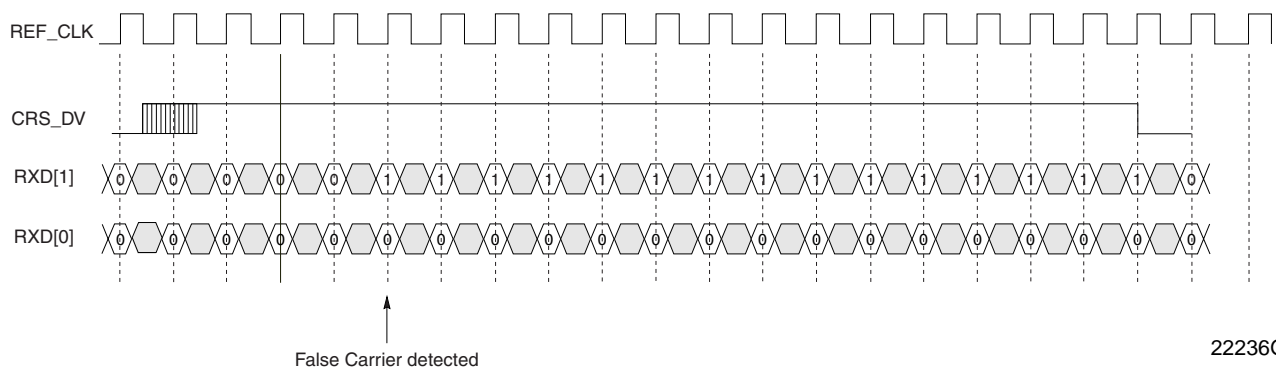 REF_CLK
CRS_DV
RXD[1] 0 0 0 0 0 1 1 1 1 1 1 1 1 1 1 1 1 1 1 1 0
RXD[0] 0 0 0 0 0 0 0 0 0 0 0 0 0 0 0 0 0 0 0 0 0
False Carrier detected